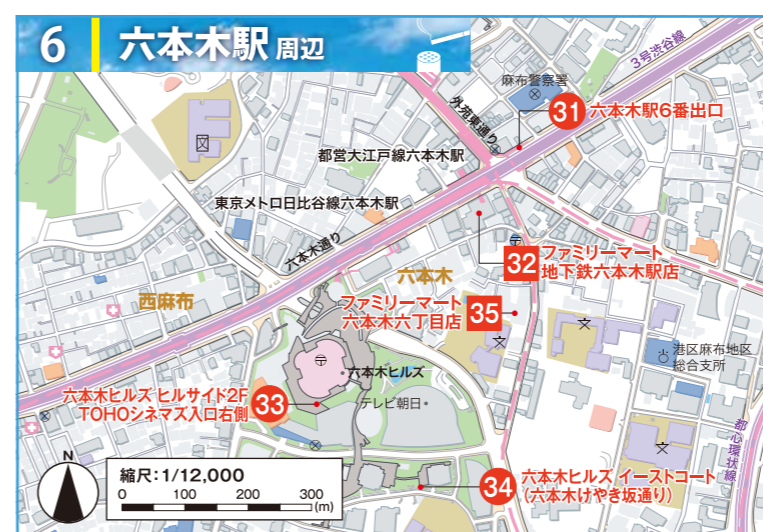 6
六本木駅 周辺
3号渋谷線
麻布警察署
31 六本木駅6番出口
外苑東通り
都営大江戸線六本木駅
東京メトロ日比谷線六本木駅
六本木通り
32 ファミリーマート
地下鉄六本木駅店
六本木
西麻布
ファミリーマート 35
六本木六丁目店
港区麻布地区
総合支所
六本木ヒルズ
六本木ヒルズ ヒルサイド2F 33
TOHOシネマズ入口右側
テレビ朝日
都心環状線
34 六本木ヒルズ イーストコート
（六本木けやき坂通り）
N
縮尺：1/12,000
0 100 200 300
(m)